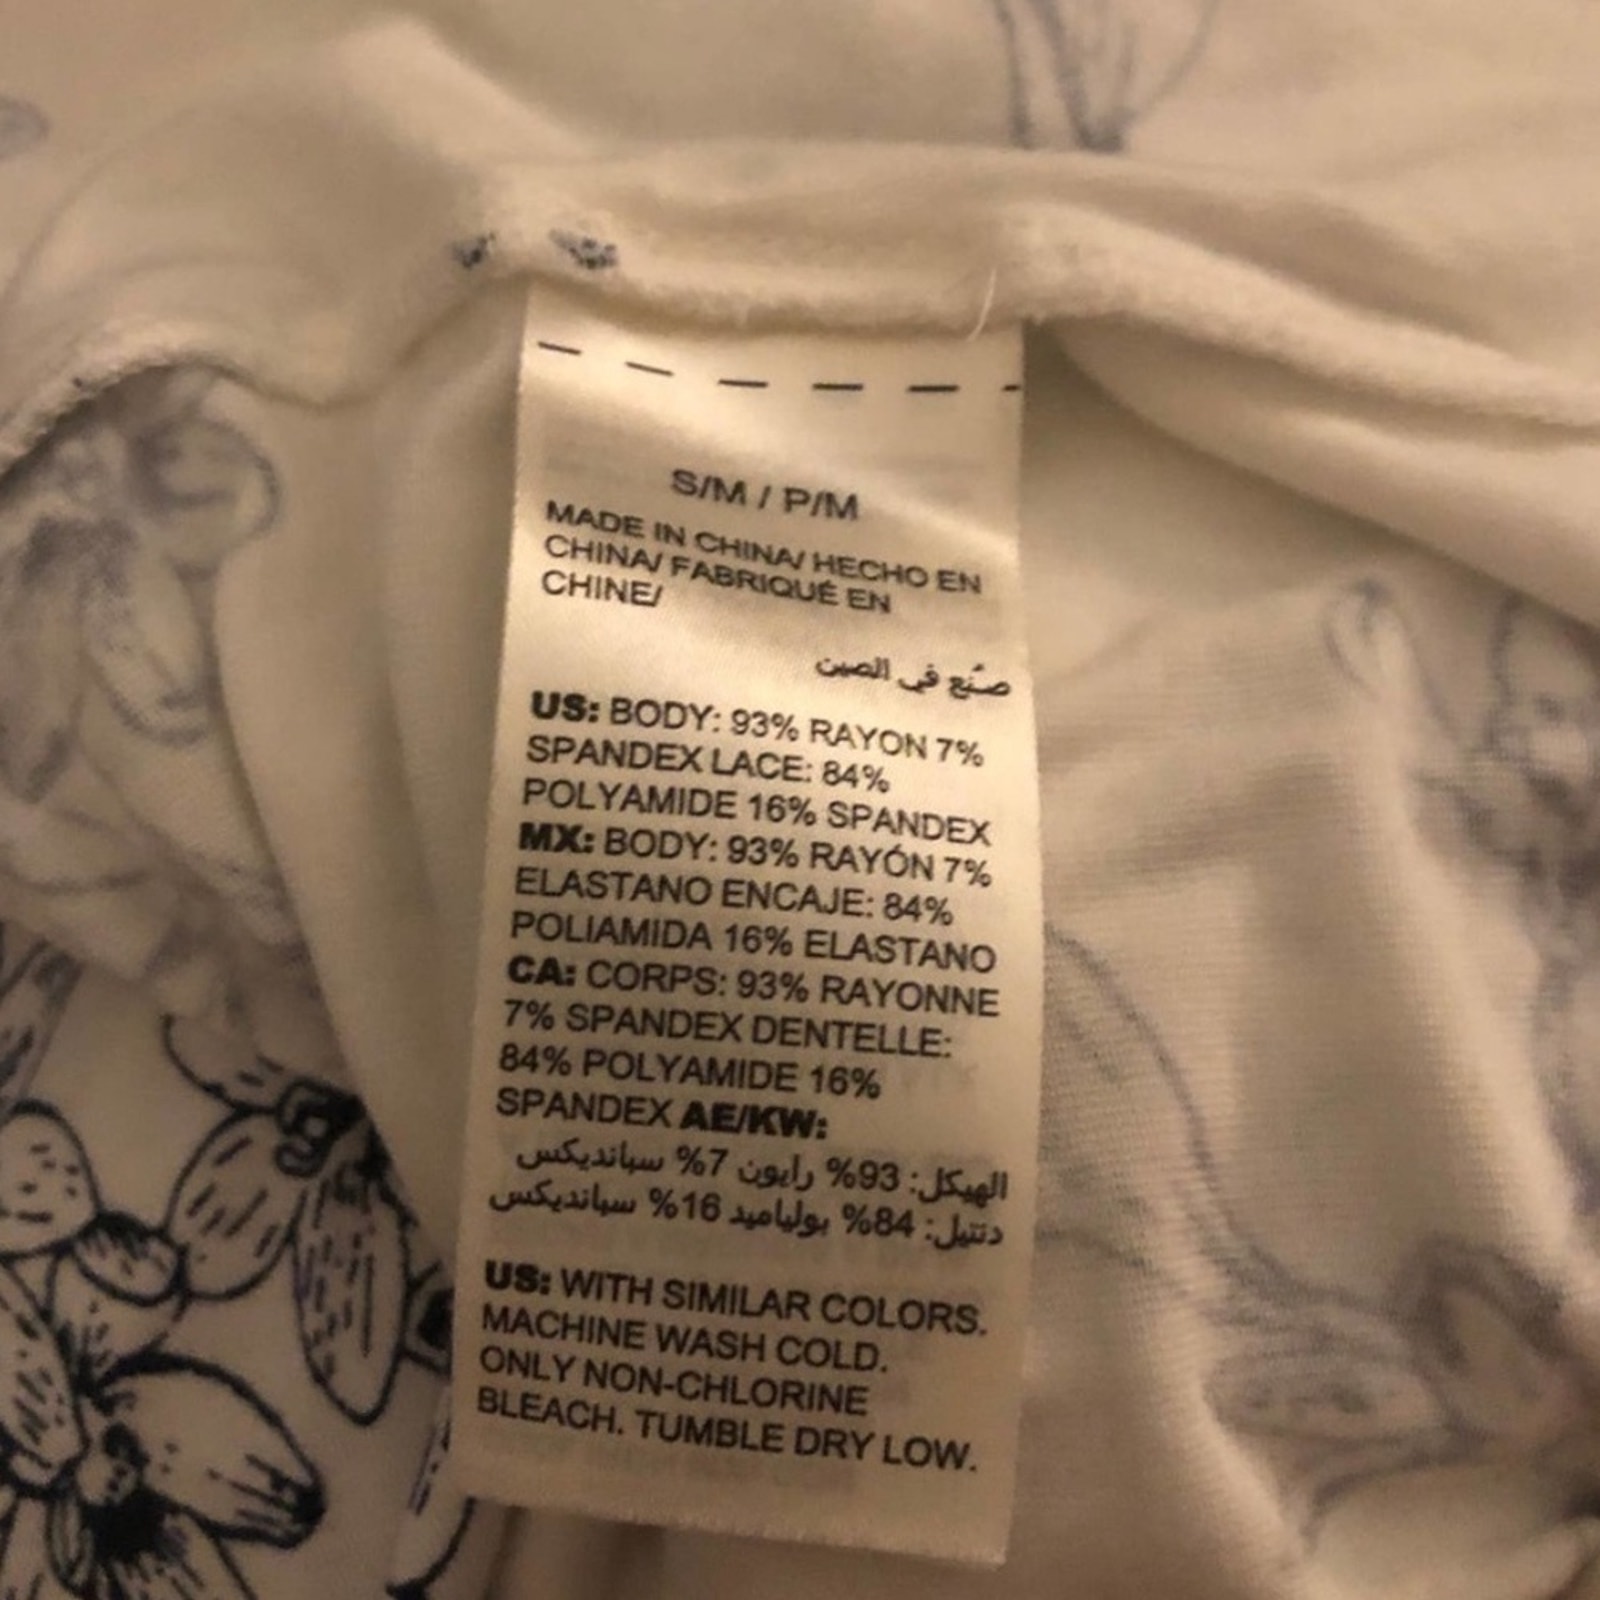 S/M / P/M
MADE IN CHINA/ HECHO EN
CHINA/ FABRIQUÉ EN
CHINE/
صُنع في الصين
US: BODY: 93% RAYON 7%
SPANDEX LACE: 84%
POLYAMIDE 16% SPANDEX
MX: BODY: 93% RAYÓN 7%
ELASTANO ENCAJE: 84%
POLIAMIDA 16% ELASTANO
CA: CORPS: 93% RAYONNE
7% SPANDEX DENTELLE:
84% POLYAMIDE 16%
SPANDEX AE/KW:
الهيكل: 93% رايون 7% سبانديكس
دنتيل: 84% بولياميد 16% سبانديكس
US: WITH SIMILAR COLORS.
MACHINE WASH COLD.
ONLY NON-CHLORINE
BLEACH. TUMBLE DRY LOW.